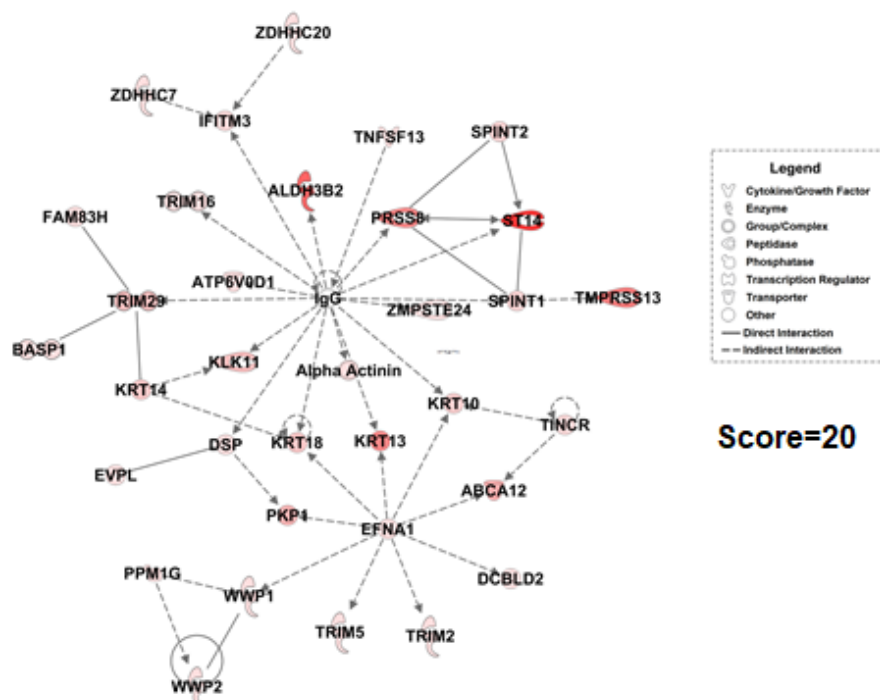 ZDHHC20
ZDHHC7
IFITM3
TNFSF13
SPINT2
ALDH3B2
TRIM16
PRSS8
ST14
FAM83H
ATP6V0D1
IgG
TRIM29
ZMPSTE24
SPINT1
TMPRSS13
BASP1
KLK11
Alpha Actinin
KRT14
KRT10
TINCR
DSP
KRT18
KRT13
EVPL
ABCA12
PKP1
EFNA1
PPM1G
WWP1
DCBLD2
TRIM5
TRIM2
WWP2
Legend
Cytokine/Growth Factor
Enzyme
Group/Complex
Peptidase
Phosphatase
Transcription Regulator
Transporter
Other
Direct Interaction
Indirect Interaction
Score=20